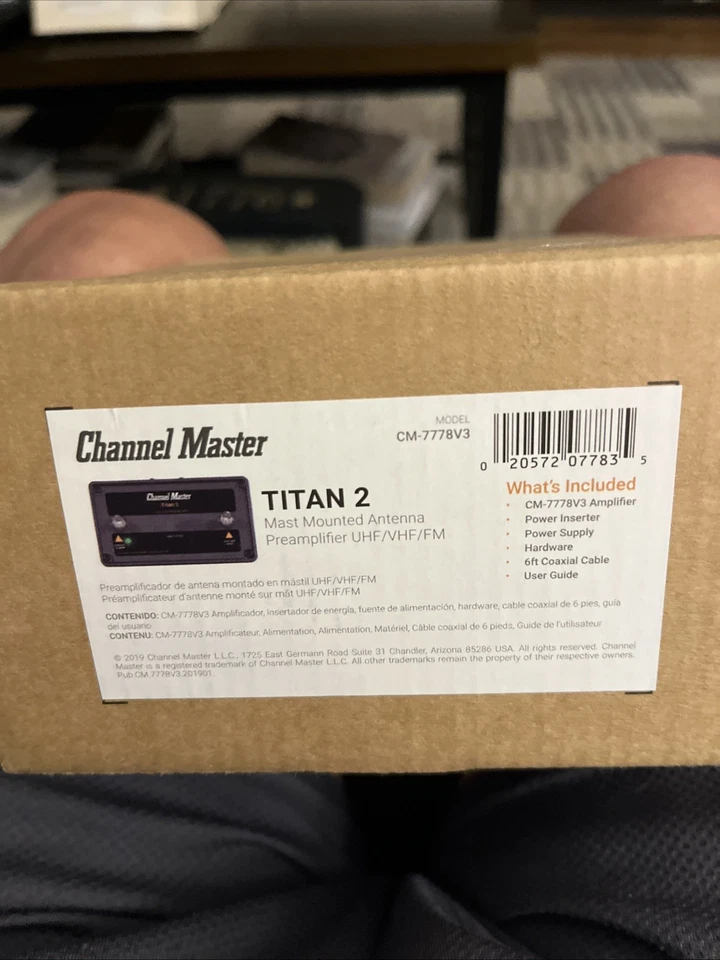 Channel Master
MODEL
CM-7778V3
0 20572 07783 5
Channel Master
TITAN 2
Mast Mounted Antenna
Preamplifier UHF/VHF/FM
What's Included
• CM-7778V3 Amplifier
• Power Inserter
• Power Supply
• Hardware
• 6ft Coaxial Cable
• User Guide
Preamplificador de antena montado en mástil UHF/VHF/FM
Préamplificateur d'antenne monté sur mât UHF/VHF/FM
CONTENIDO: CM-7778V3 Amplificador, Insertador de energía, fuente de alimentación, hardware, cable coaxial de 6 pies, guía
del usuario
CONTENU: CM-7778V3 Amplificateur, Alimentation, Alimentation, Matériel, Câble coaxial de 6 pieds, Guide de l'utilisateur
© 2019 Channel Master L.L.C., 1725 East Germann Road Suite 31 Chandler, Arizona 85286 USA. All rights reserved. Channel
Master is a registered trademark of Channel Master L.L.C. All other trademarks remain the property of their respective owners.
Pub CM 7778V3 201901